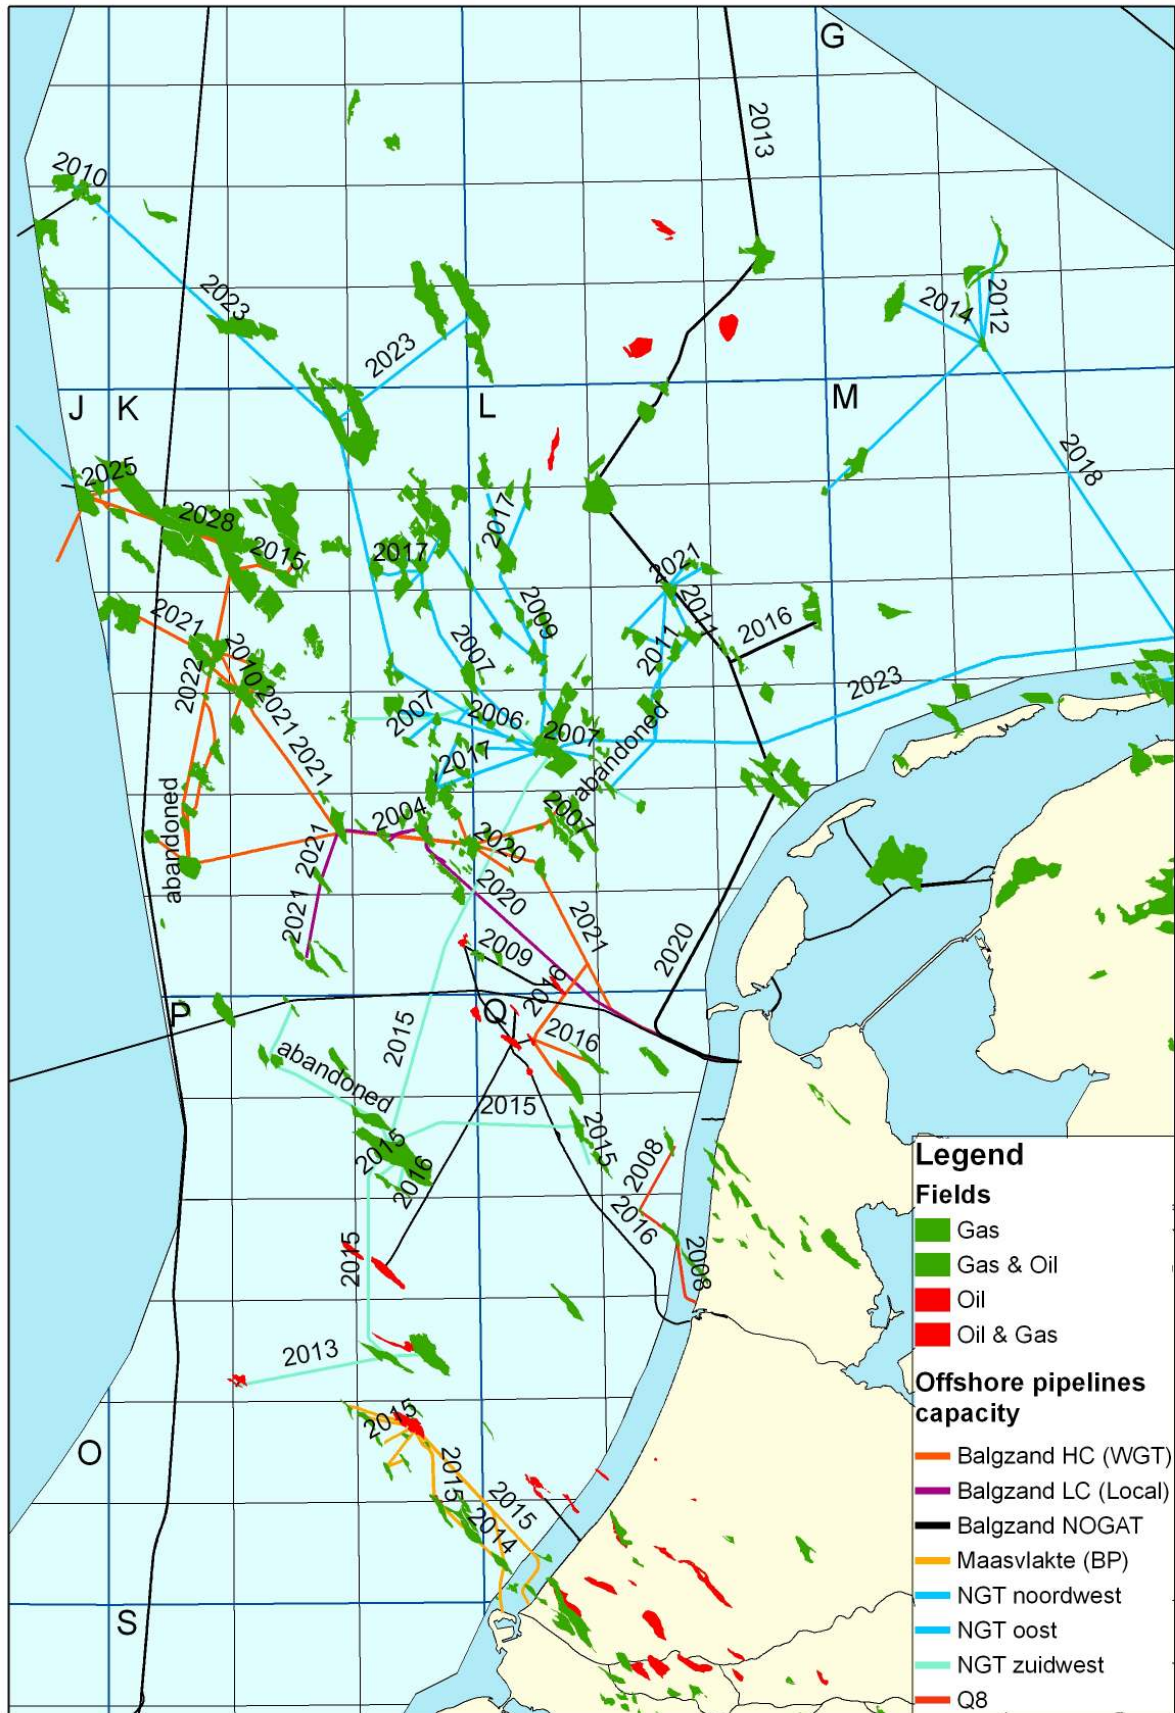 G
2013
2010
2023
2012
2014
2023
J
K
L
M
2025
2018
2028
2017
2015
2017
2021
2021
2011
2009
2016
2010
2007
2011
2022
2021
2023
2007
2006
2021
2007
2017
abandoned
2004
2007
abandoned
2020
2021
2020
2021
2021
2009
2020
2016
P
Q
2015
2016
abandoned
2015
2015
2015
2016
2008
2016
2015
2008
2013
2015
O
2015
2015
2014
S
Legend
Fields
Gas
Gas & Oil
Oil
Oil & Gas
Offshore pipelines
capacity
Balgzand HC (WGT)
Balgzand LC (Local)
Balgzand NOGAT
Maasvlakte (BP)
NGT noordwest
NGT oost
NGT zuidwest
Q8